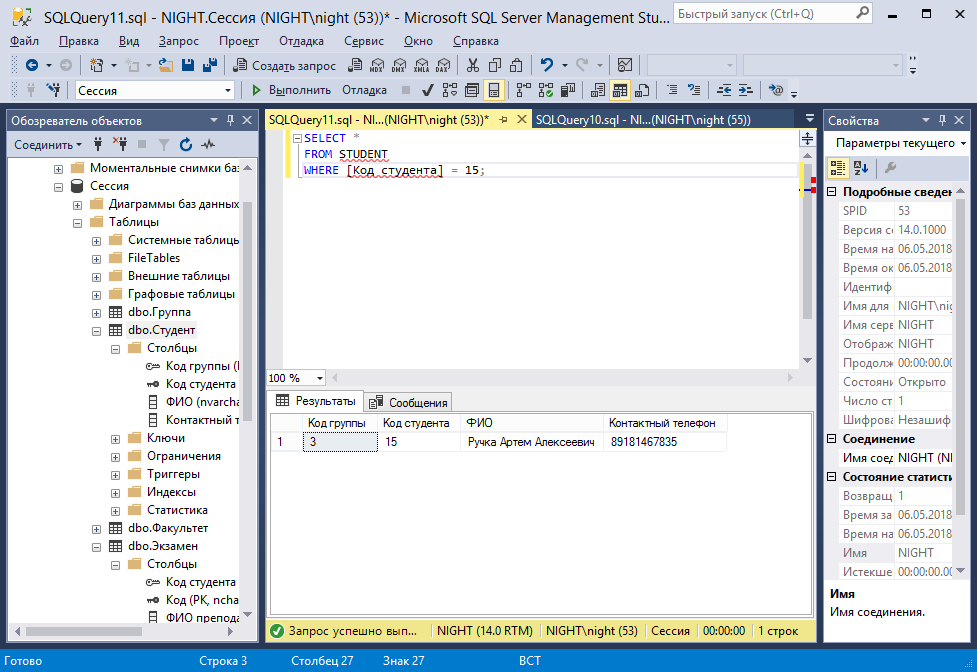 SQLQuery11.sql - NIGHT.Сессия (NIGHT\night (53))* - Microsoft SQL Server Management Stu...
Быстрый запуск (Ctrl+Q)
Файл Правка Вид Запрос Проект Отладка Сервис Окно Справка
Создать запрос
MDX DMX XMLA DAX
Сессия
Выполнить Отладка
Обозреватель объектов
Соединить
Моментальные снимки баз
Сессия
Диаграммы баз данных
Таблицы
Системные таблицы
FileTables
Внешние таблицы
Графовые таблицы
dbo.Группа
dbo.Студент
Столбцы
Код группы (
Код студента
ФИО (nvarcha
Контактный т
Ключи
Ограничения
Триггеры
Индексы
Статистика
dbo.Факультет
dbo.Экзамен
Столбцы
Код студента
Код (PK, ncha
ФИО препода
SQLQuery11.sql - NI...(NIGHT\night (53))*
SQLQuery10.sql - NI...(NIGHT\night (55))
SELECT *
FROM STUDENT
WHERE [Код студента] = 15;
100 %
Результаты Сообщения
Код группы Код студента ФИО Контактный телефон
1 3 15 Ручка Артем Алексеевич 89181467835
Запрос успешно вып... NIGHT (14.0 RTM) NIGHT\night (53) Сессия 00:00:00 1 строк
Свойства
Параметры текущего
Подробные сведен
SPID 53
Версия се 14.0.1000
Время на 06.05.2018
Время ок 06.05.2018
Идентиф
Имя для NIGHT\nig
Имя серв NIGHT
Отображ NIGHT
Продолж 00:00:00.00
Состояни Открыто
Число ст 1
Шифрова Незашиф
Соединение
Имя соед NIGHT (NI
Состояние статисти
Возвращ 1
Время за 06.05.2018
Время на 06.05.2018
Имя NIGHT
Истекше 00:00:00.00
Имя
Имя соединения.
Готово Строка 3 Столбец 27 Знак 27 ВСТ